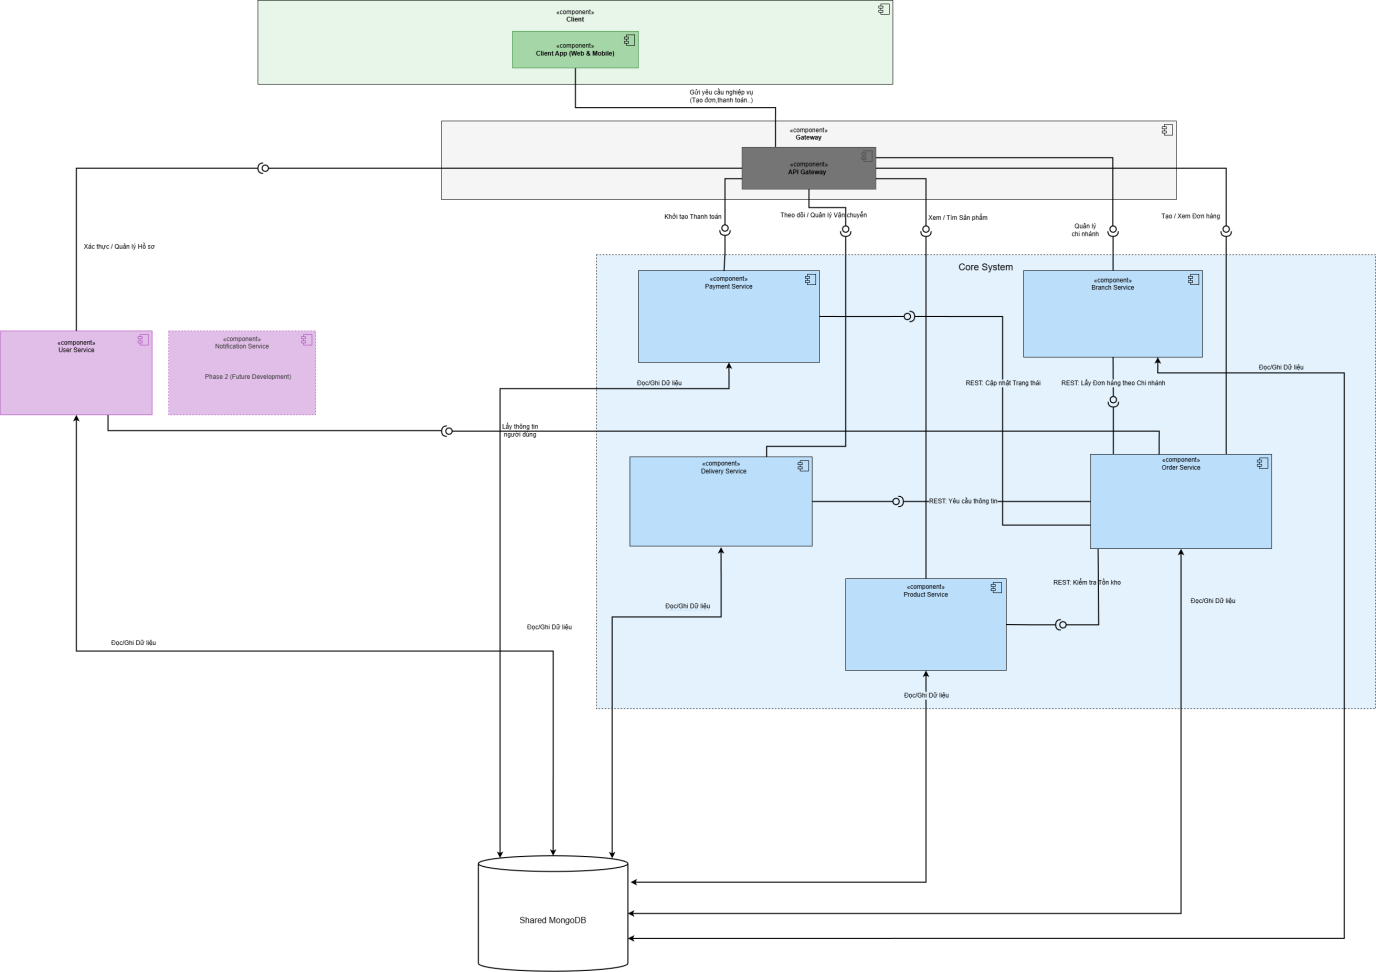 «component»
Client
«component»
Client App (Web & Mobile)
Gửi yêu cầu nghiệp vụ
(Tạo đơn,thanh toán..)
«component»
Gateway
«component»
API Gateway
Khởi tạo Thanh toán
Theo dõi / Quản lý Vận chuyển
Xem / Tìm Sản phẩm
Quản lý
chi nhánh
Tạo / Xem Đơn hàng
Xác thực / Quản lý Hồ sơ
Core System
«component»
Payment Service
«component»
Branch Service
«component»
User Service
«component»
Notification Service
Phase 2 (Future Development)
Đọc/Ghi Dữ liệu
REST: Cập nhật Trạng thái
REST: Lấy Đơn hàng theo Chi nhánh
Đọc/Ghi Dữ liệu
Lấy thông tin
người dùng
«component»
Delivery Service
«component»
Order Service
REST: Yêu cầu thông tin
«component»
Product Service
REST: Kiểm tra Tồn kho
Đọc/Ghi Dữ liệu
Đọc/Ghi Dữ liệu
Đọc/Ghi Dữ liệu
Đọc/Ghi Dữ liệu
Đọc/Ghi Dữ liệu
Shared MongoDB